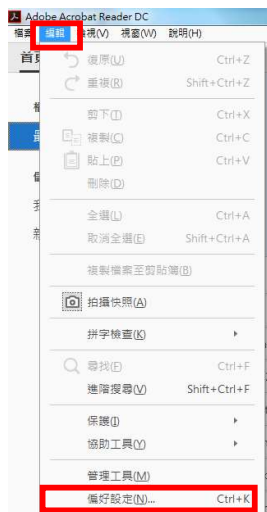 Adobe Acrobat Reader DC
檔案 編輯 檢視(V) 視窗(W) 說明(H)
復原(U) Ctrl+Z
重複(R) Shift+Ctrl+Z
剪下(T) Ctrl+X
複製(C) Ctrl+C
貼上(P) Ctrl+V
刪除(D)
全選(L) Ctrl+A
取消全選(E) Shift+Ctrl+A
複製檔案至剪貼簿(B)
拍攝快照(A)
拼字檢查(K)
尋找(F) Ctrl+F
進階搜尋(V) Shift+Ctrl+F
保護(I)
協助工具(Y)
管理工具(M)
偏好設定(N)... Ctrl+K